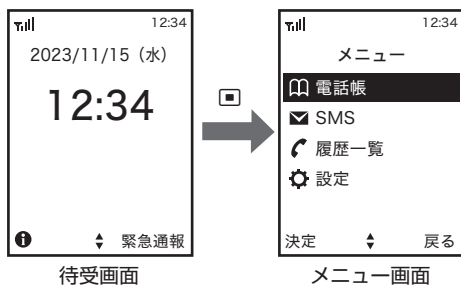 12:34
2023/11/15（水）
12:34
緊急通報
待受画面
12:34
メニュー
電話帳
SMS
履歴一覧
設定
決定
戻る
メニュー画面